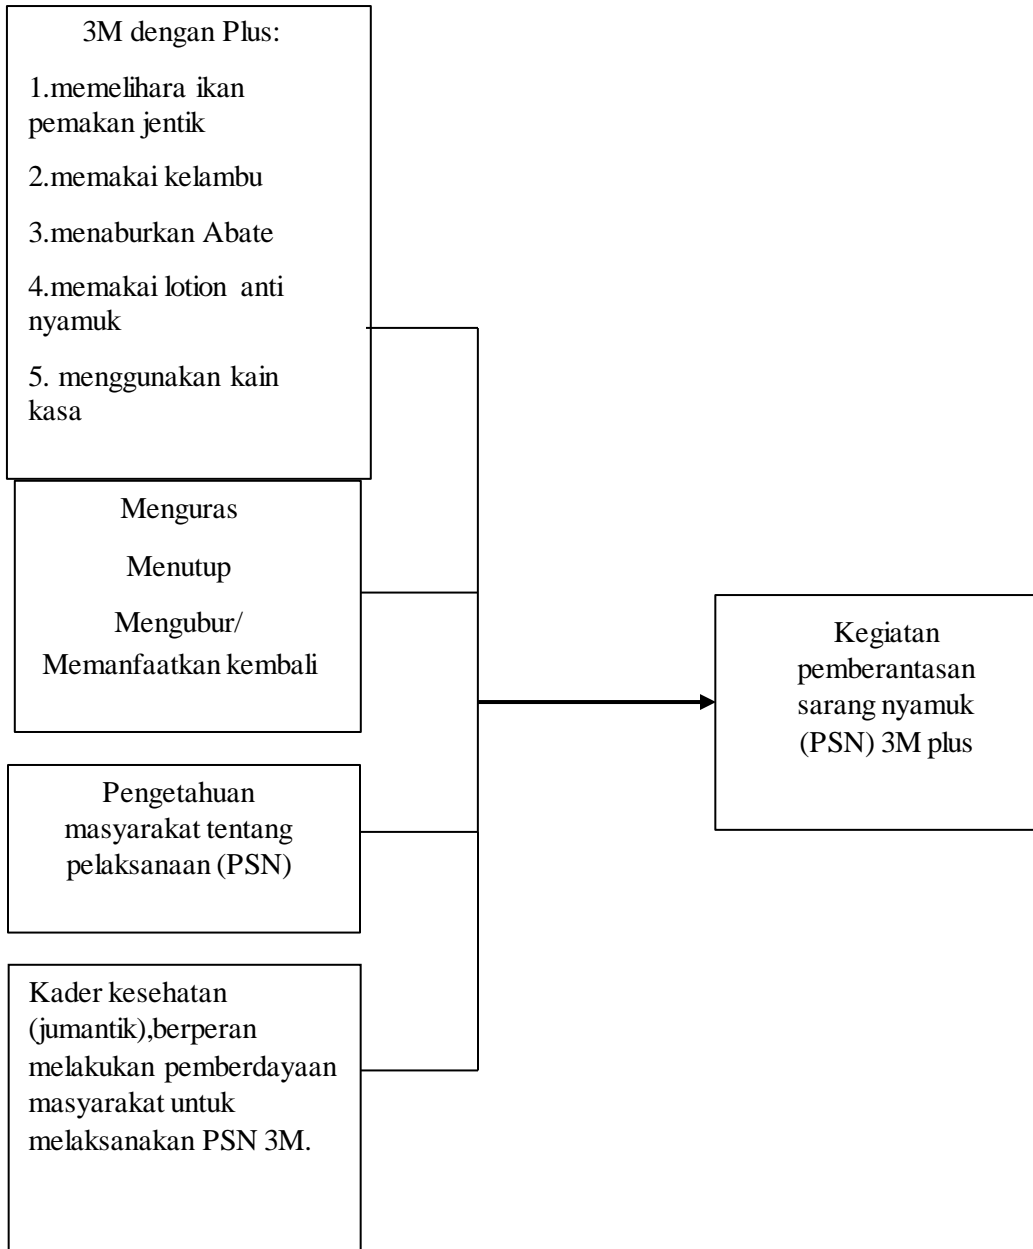 3M dengan Plus:
1.memelihara ikan
pemakan jentik
2.memakai kelambu
3.menaburkan Abate
4.memakai lotion anti
nyamuk
5. menggunakan kain
kasa
Menguras
Menutup
Mengubur/
Memanfaatkan kembali
Pengetahuan
masyarakat tentang
pelaksanaan (PSN)
Kader kesehatan
(jumantik),berperan
melakukan pemberdayaan
masyarakat untuk
melaksanakan PSN 3M.
Kegiatan
pemberantasan
sarang nyamuk
(PSN) 3M plus